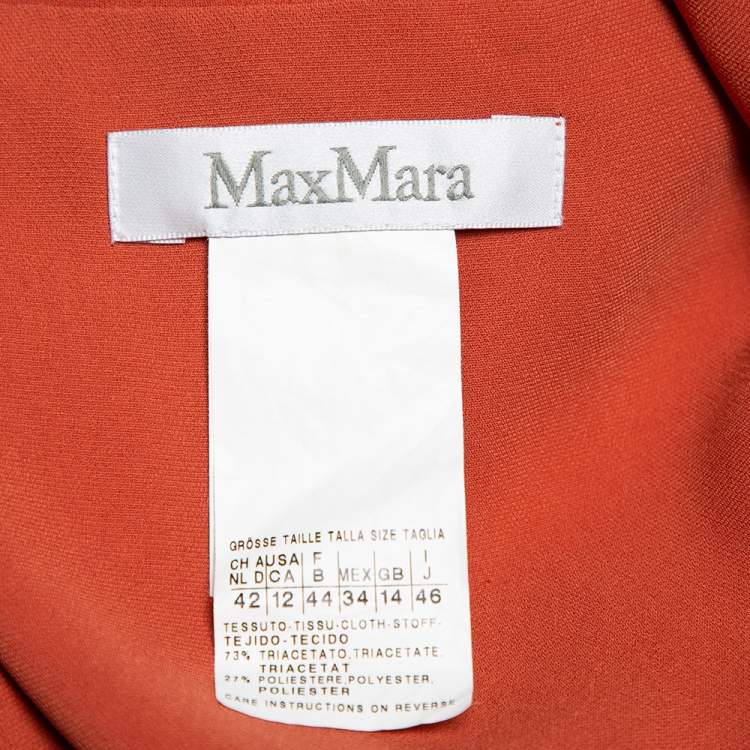 MaxMara
GRÖSSE TAILLE TALLA SIZE TAGLIA
CH A USA F I
NL D CA B MEX GB J
42 12 44 34 14 46
TESSUTO-TISSU-CLOTH-STOFF-
TEJIDO-TECIDO
73% TRIACETATO,TRIACETATE,
TRIACETAT
27% POLIESTERE,POLYESTER,
POLIESTER
CARE INSTRUCTIONS ON REVERSE